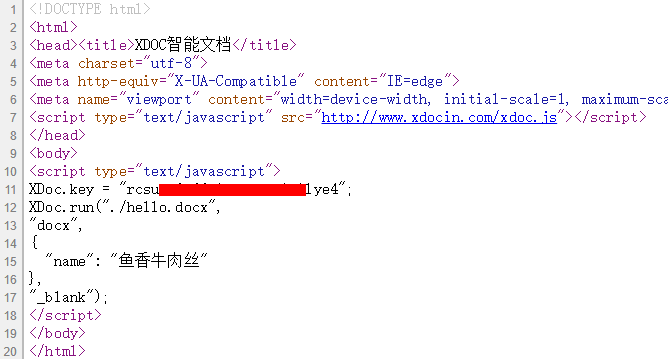 1 <!DOCTYPE html>
2 <html>
3 <head><title>XDOC智能文档</title>
4 <meta charset="utf-8">
5 <meta http-equiv="X-UA-Compatible" content="IE=edge">
6 <meta name="viewport" content="width=device-width, initial-scale=1, maximum-sca
7 <script type="text/javascript" src="http://www.xdocin.com/xdoc.js"></script>
8 </head>
9 <body>
10 <script type="text/javascript">
11 XDoc.key = "rcsu lye4";
12 XDoc.run("./hello.docx",
13 "docx",
14 {
15 "name": "鱼香牛肉丝"
16 },
17 "_blank");
18 </script>
19 </body>
20 </html>